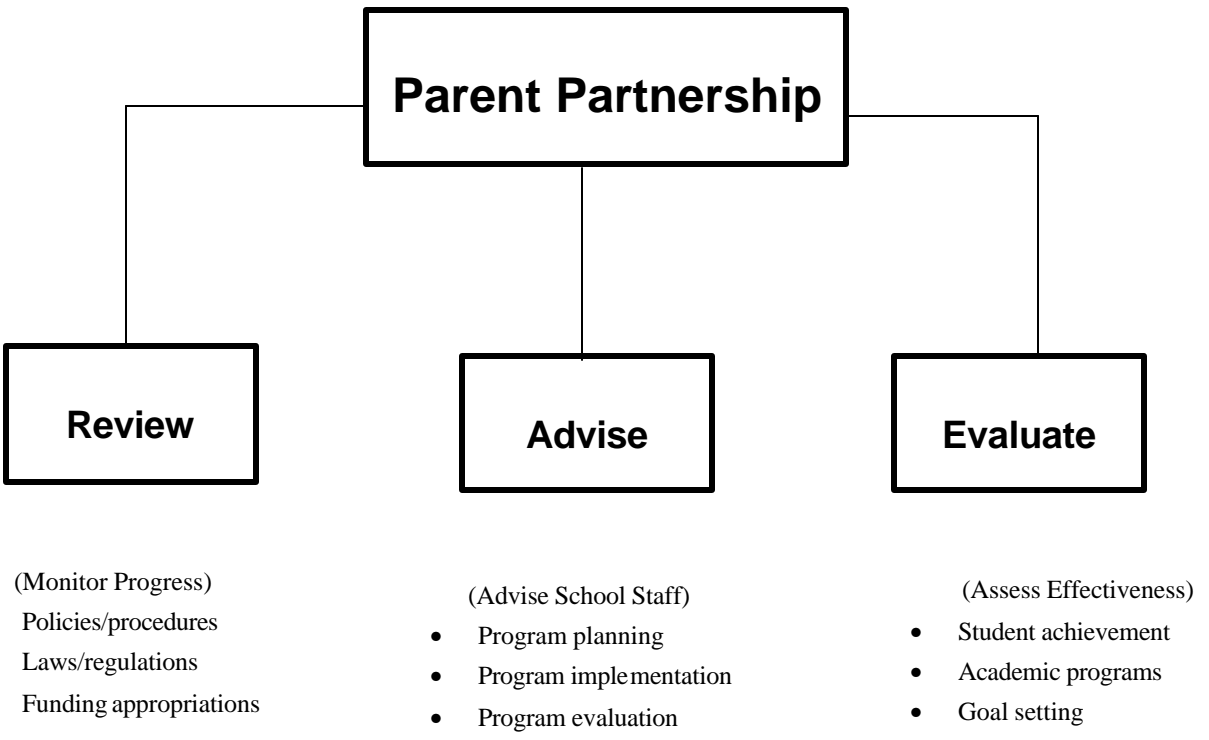 Parent Partnership
Review
Advise
Evaluate
(Monitor Progress)
Policies/procedures
Laws/regulations
Funding appropriations
(Advise School Staff)
• Program planning
• Program implementation
• Program evaluation
(Assess Effectiveness)
• Student achievement
• Academic programs
• Goal setting